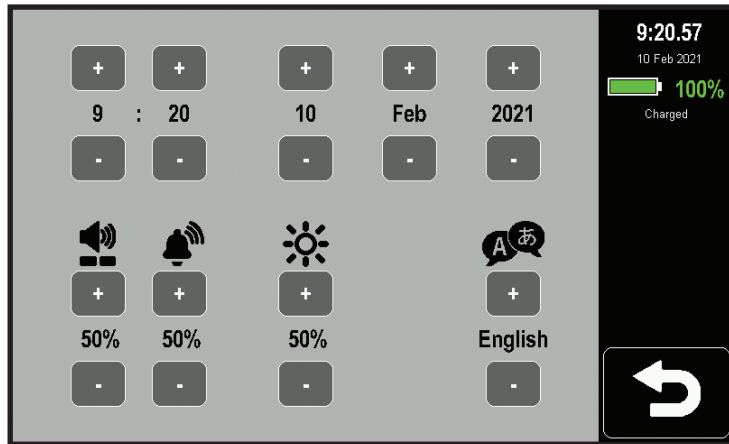 + + + + +
9 : 20 10 Feb 2021
- - - - -
A あ
+ + + +
50% 50% 50% English
- - - -
9:20.57
10 Feb 2021
100%
Charged